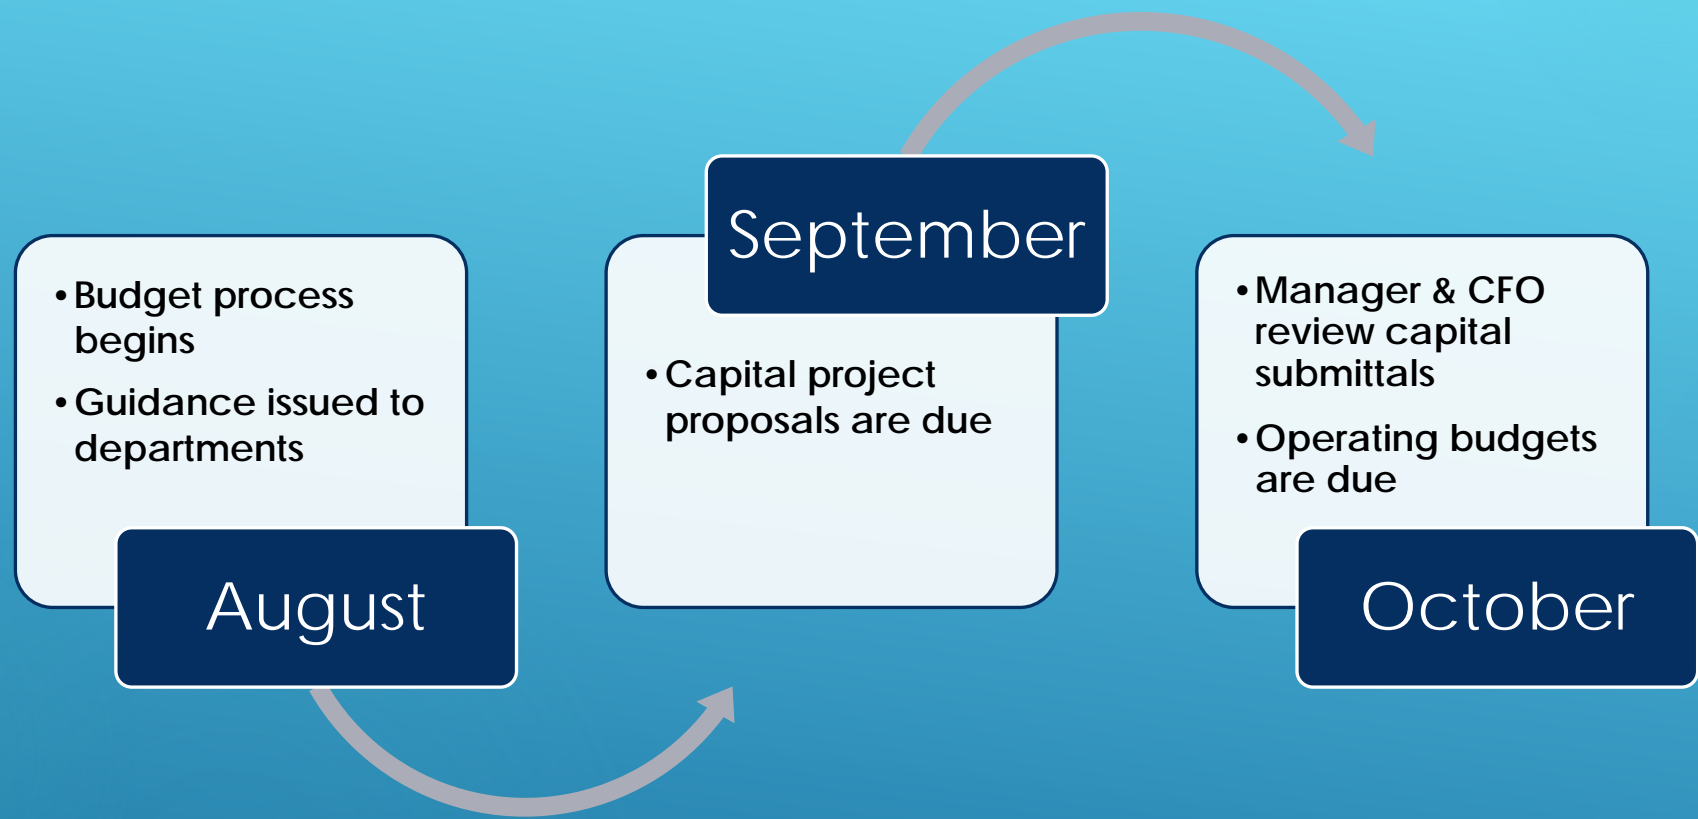 • Budget process
begins
• Guidance issued to
departments
August
September
• Capital project
proposals are due
• Manager & CFO
review capital
submittals
• Operating budgets
are due
October